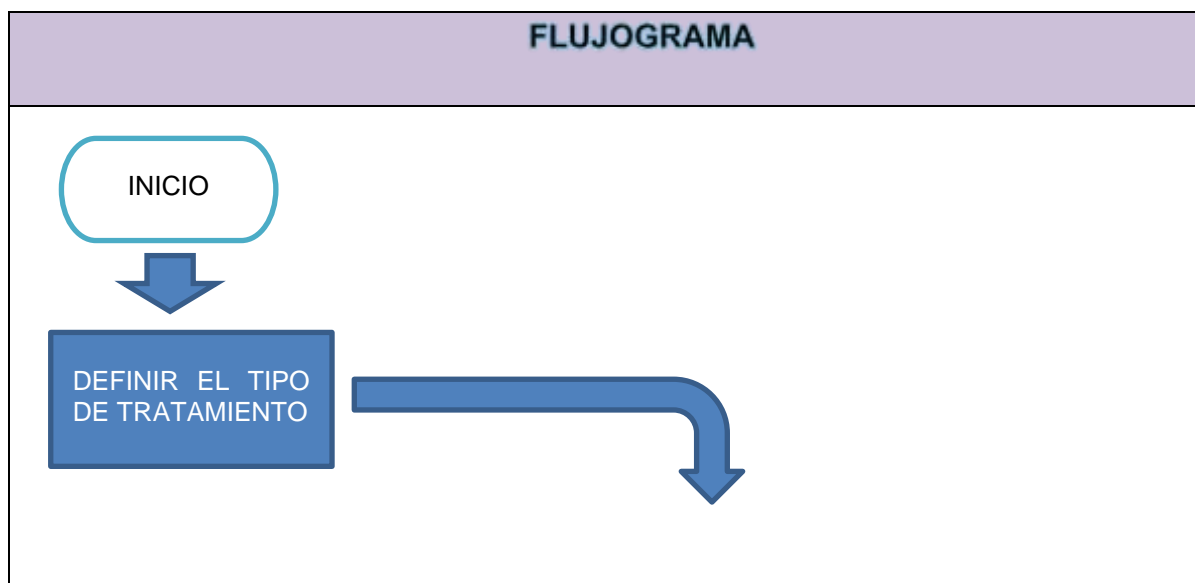 FLUJOGRAMA
INICIO
DEFINIR EL TIPO
DE TRATAMIENTO